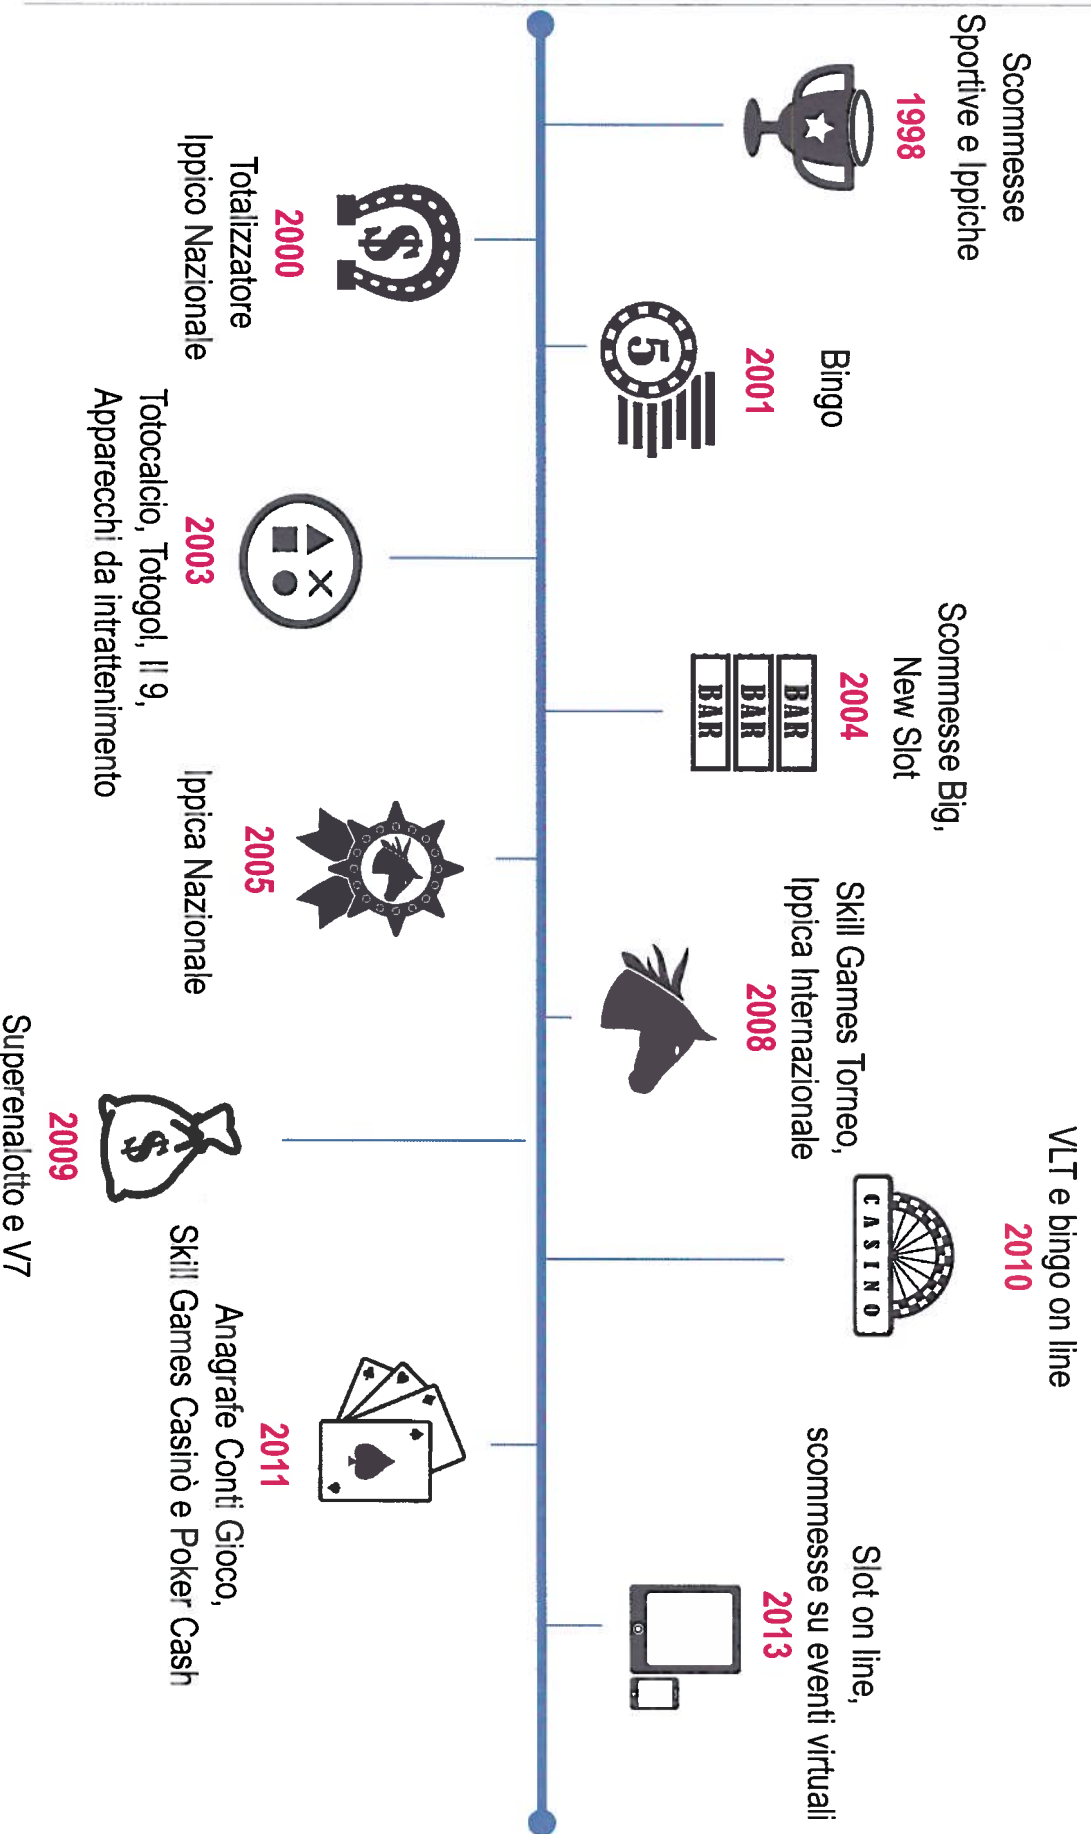 Scommesse
Sportive e Ippiche
1998
Totalizzatore
Ippico Nazionale
2000
$
Bingo
2001
5
Totocalcio, Totogol, Il 9,
Apparecchi da intrattenimento
2003
Scommesse Big,
New Slot
2004
BAR
BAR
BAR
Ippica Nazionale
2005
Skill Games Torneo,
Ippica Internazionale
2008
$
2009
Superenalotto e V7
VLT e bingo on line
2010
CASINO
2011
Anagrafe Conti Gioco,
Skill Games Casinò e Poker Cash
Slot on line,
scommesse su eventi virtuali
2013